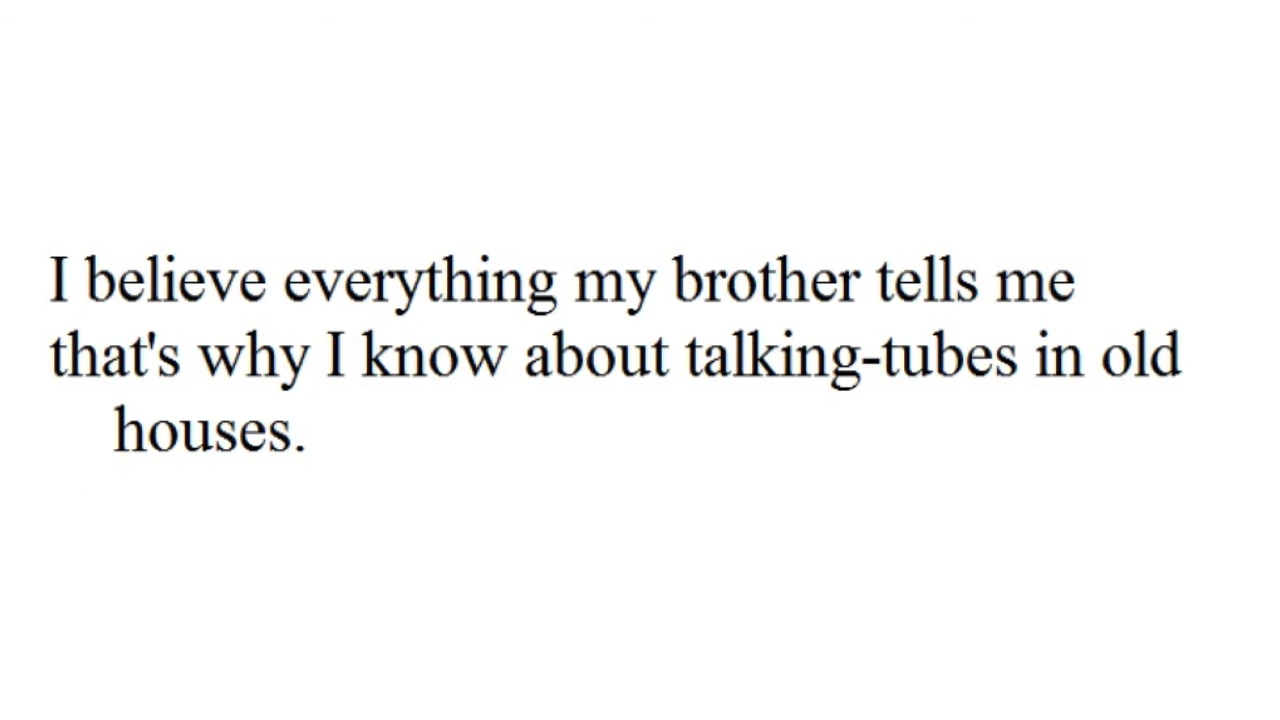 I believe everything my brother tells me
that's why I know about talking-tubes in old
houses.